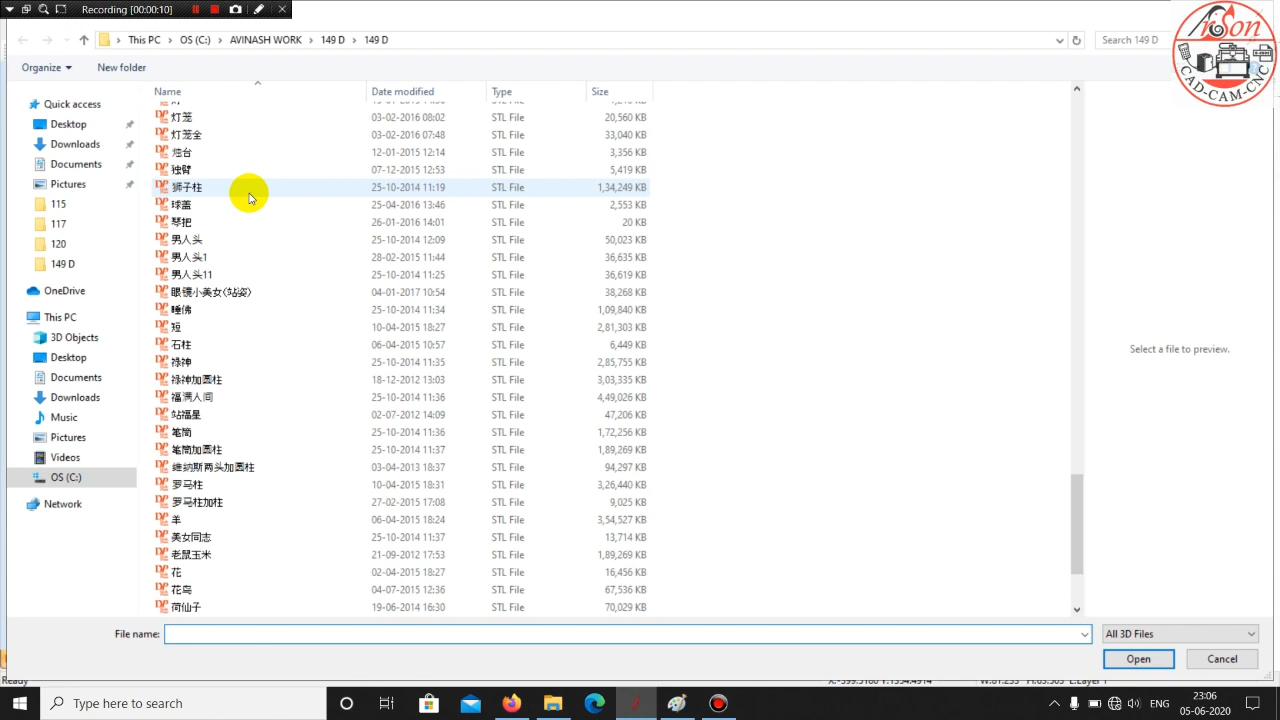 Recording [00:00:10]
This PC > OS (C:) > AVINASH WORK > 149 D > 149 D
Search 149 D
Organize
New folder
Name Date modified Type Size
灯笼 03-02-2016 08:02 STL File 20,560 KB
灯笼全 03-02-2016 07:48 STL File 33,040 KB
烛台 12-01-2015 12:14 STL File 3,356 KB
独臂 07-12-2015 12:53 STL File 5,419 KB
狮子柱 25-10-2014 11:19 STL File 1,34,249 KB
球盖 25-04-2016 13:46 STL File 2,553 KB
琴把 26-01-2016 14:01 STL File 20 KB
男人头 25-10-2014 12:09 STL File 50,023 KB
男人头1 28-02-2015 11:44 STL File 36,635 KB
男人头11 25-10-2014 11:25 STL File 36,619 KB
眼镜小美女(站姿) 04-01-2017 10:54 STL File 38,268 KB
睡佛 25-10-2014 11:34 STL File 1,09,840 KB
短 10-04-2015 18:27 STL File 2,81,303 KB
石柱 06-04-2015 10:57 STL File 6,449 KB
禄神 25-10-2014 11:35 STL File 2,85,755 KB
禄神加圆柱 18-12-2012 13:03 STL File 3,03,335 KB
福满人间 25-10-2014 11:36 STL File 4,49,026 KB
站福星 02-07-2012 14:09 STL File 47,206 KB
笔筒 25-10-2014 11:36 STL File 1,72,256 KB
笔筒加圆柱 25-10-2014 11:37 STL File 1,89,269 KB
维纳斯两头加圆柱 03-04-2013 18:37 STL File 94,297 KB
罗马柱 10-04-2015 18:31 STL File 3,26,440 KB
罗马柱加柱 27-02-2015 17:08 STL File 9,025 KB
羊 06-04-2015 18:24 STL File 3,54,527 KB
美女同志 25-10-2014 11:37 STL File 13,714 KB
老鼠玉米 21-09-2012 17:53 STL File 1,89,269 KB
花 02-04-2015 18:27 STL File 16,456 KB
花鸟 04-07-2015 12:36 STL File 67,536 KB
荷仙子 19-06-2014 16:30 STL File 70,029 KB
Quick access
Desktop
Downloads
Documents
Pictures
115
117
120
149 D
OneDrive
This PC
3D Objects
Desktop
Documents
Downloads
Music
Pictures
Videos
OS (C:)
Network
Select a file to preview.
File name:
All 3D Files
Open
Cancel
CAD-CAM-CNC
Type here to search
ENG
23:06
05-06-2020